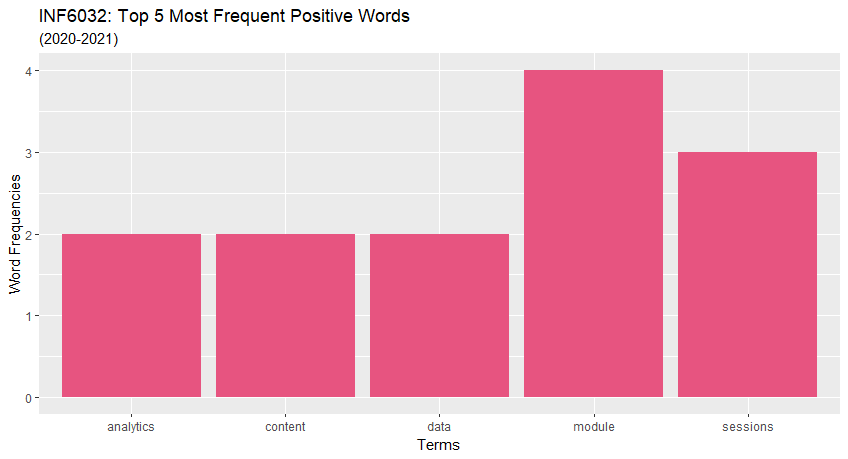 INF6032: Top 5 Most Frequent Positive Words
(2020-2021)
Word Frequencies
4
3
2
1
0
analytics content data module sessions
Terms